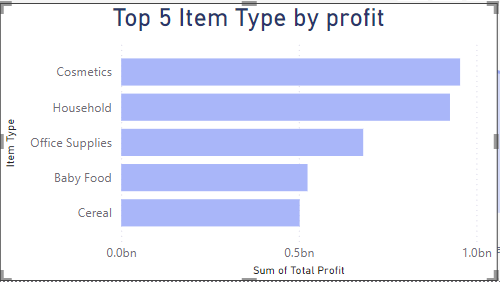 Top 5 Item Type by profit
Item Type
Cosmetics
Household
Office Supplies
Baby Food
Cereal
0.0bn 0.5bn 1.0bn
Sum of Total Profit